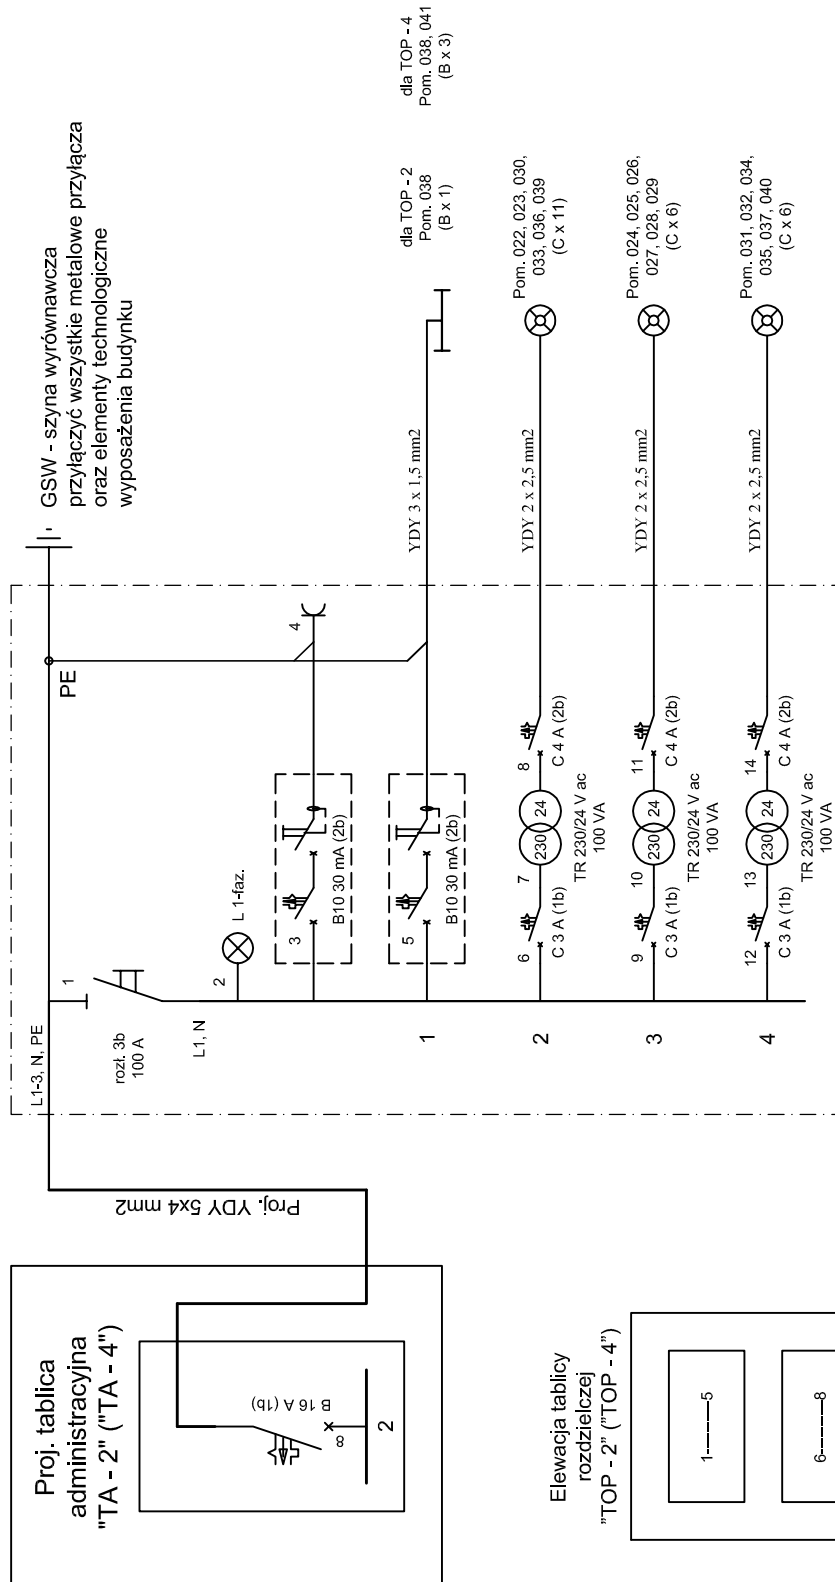 GSW - szyna wyrównawcza
przyłączyć wszystkie metalowe przyłącza
oraz elementy technologiczne
wyposażenia budynku
dla TOP - 2
Pom. 038
(B x 1)
dla TOP - 4
Pom. 038, 041
(B x 3)
Pom. 022, 023, 030,
033, 036, 039
(C x 11)
Pom. 024, 025, 026,
027, 028, 029
(C x 6)
Pom. 031, 032, 034,
035, 037, 040
(C x 6)
YDY 3 x 1,5 mm2
YDY 2 x 2,5 mm2
YDY 2 x 2,5 mm2
YDY 2 x 2,5 mm2
PE
L1-3, N, PE
1
rozł. 3b
100 A
L1, N
2
L 1-faz.
3
B10 30 mA (2b)
4
1
5
B10 30 mA (2b)
2
6
C 3 A (1b)
7
230
24
TR 230/24 V ac
100 VA
8
C 4 A (2b)
3
9
C 3 A (1b)
10
230
24
TR 230/24 V ac
100 VA
11
C 4 A (2b)
4
12
C 3 A (1b)
13
230
24
TR 230/24 V ac
100 VA
14
C 4 A (2b)
Proj. YDY 5x4 mm2
Proj. tablica
administracyjna
"TA - 2" ("TA - 4")
B 16 A (1b)
8
2
Elewacja tablicy
rozdzielczej
"TOP - 2" ("TOP - 4")
1-------5
6-------8